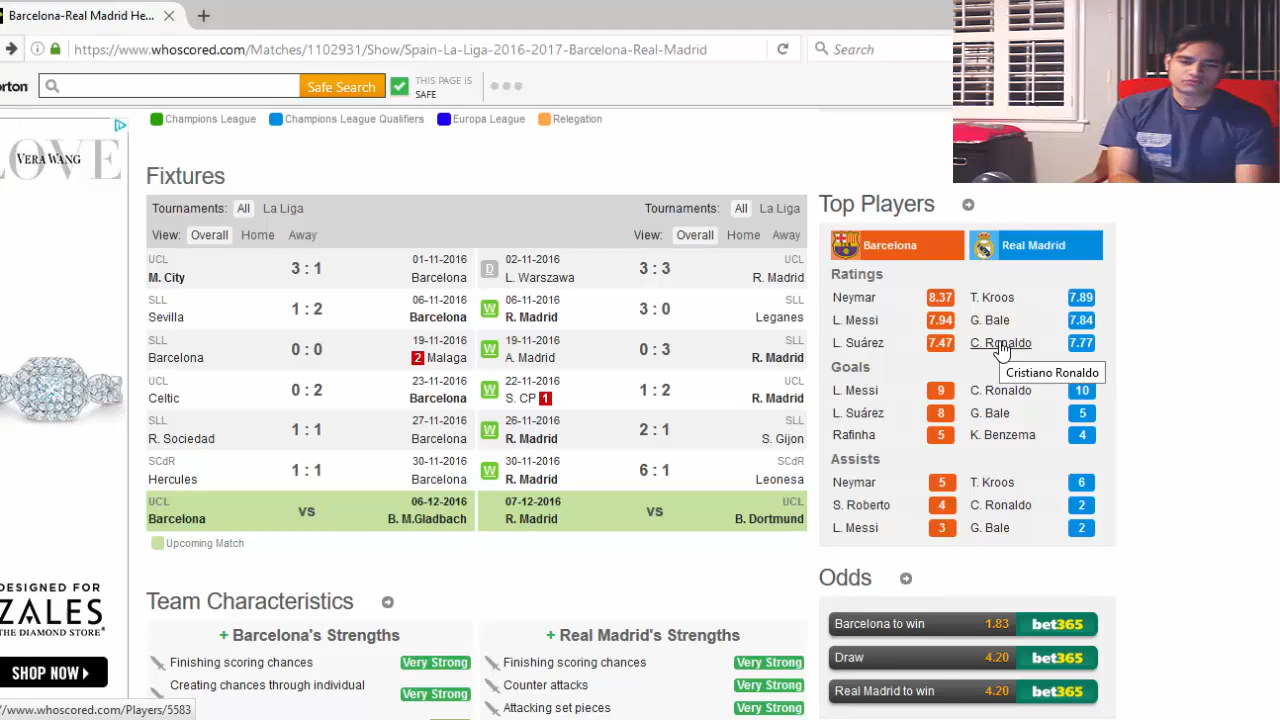 Barcelona-Real Madrid He...
https://www.whoscored.com/Matches/1102931/Show/Spain-La-Liga-2016-2017-Barcelona-Real-Madrid
Search
orton
Safe Search
THIS PAGE IS
SAFE
Champions League
Champions League Qualifiers
Europa League
Relegation
LOVE
VERA WANG
DESIGNED FOR
ZALES
THE DIAMOND STORE
SHOP NOW
Fixtures
Tournaments: All La Liga
Tournaments: All La Liga
View: Overall Home Away
View: Overall Home Away
UCL 01-11-2016
M. City 3 : 1 Barcelona
D 02-11-2016 UCL
L. Warszawa 3 : 3 R. Madrid
SLL 06-11-2016
Sevilla 1 : 2 Barcelona
W 06-11-2016 SLL
R. Madrid 3 : 0 Leganes
SLL 19-11-2016
Barcelona 0 : 0 2 Malaga
W 19-11-2016 SLL
A. Madrid 0 : 3 R. Madrid
UCL 23-11-2016
Celtic 0 : 2 Barcelona
W 22-11-2016 UCL
S. CP 1 1 : 2 R. Madrid
SLL 27-11-2016
R. Sociedad 1 : 1 Barcelona
W 26-11-2016 SLL
R. Madrid 2 : 1 S. Gijon
SCdR 30-11-2016
Hercules 1 : 1 Barcelona
W 30-11-2016 SCdR
R. Madrid 6 : 1 Leonesa
UCL 06-12-2016
Barcelona vs B. M.Gladbach
07-12-2016 UCL
R. Madrid vs B. Dortmund
Upcoming Match
Top Players
Barcelona Real Madrid
Ratings
Neymar 8.37 T. Kroos 7.89
L. Messi 7.94 G. Bale 7.84
L. Suárez 7.47 C. Ronaldo 7.77
Cristiano Ronaldo
Goals
L. Messi 9 C. Ronaldo 10
L. Suárez 8 G. Bale 5
Rafinha 5 K. Benzema 4
Assists
Neymar 5 T. Kroos 6
S. Roberto 4 C. Ronaldo 2
L. Messi 3 G. Bale 2
Odds
Barcelona to win 1.83 bet365
Draw 4.20 bet365
Real Madrid to win 4.20 bet365
Team Characteristics
+ Barcelona's Strengths
Finishing scoring chances Very Strong
Creating chances through individual Very Strong
+ Real Madrid's Strengths
Finishing scoring chances Very Strong
Counter attacks Very Strong
Attacking set pieces Very Strong
//www.whoscored.com/Players/5583